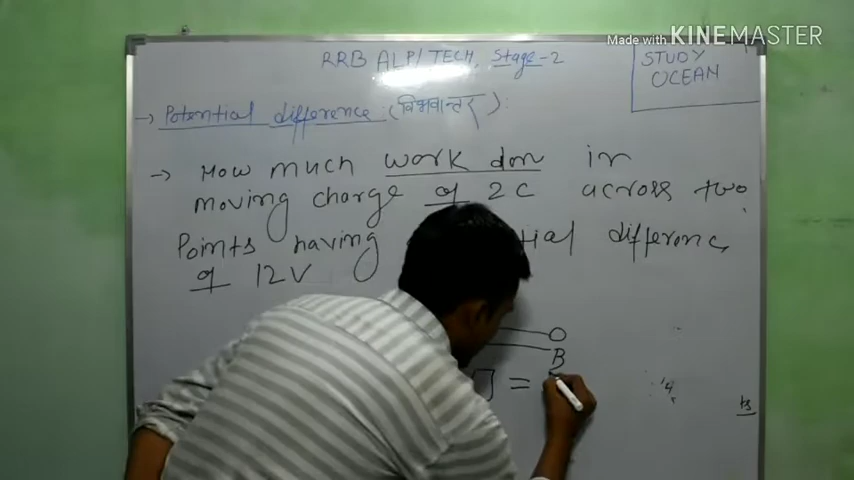 Made with KINEMASTER
RRB ALP/TECH. Stage-2
STUDY
OCEAN
→ Potential difference: (विभवान्तर):
→ How much work don in
moving charge of 2C across two
Points having tial differenc
of 12V
B
=